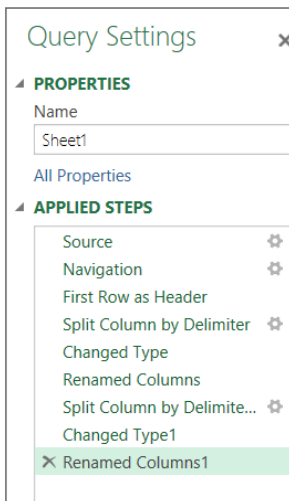 Query Settings
PROPERTIES
Name
Sheet1
All Properties
APPLIED STEPS
Source
Navigation
First Row as Header
Split Column by Delimiter
Changed Type
Renamed Columns
Split Column by Delimite...
Changed Type1
Renamed Columns1